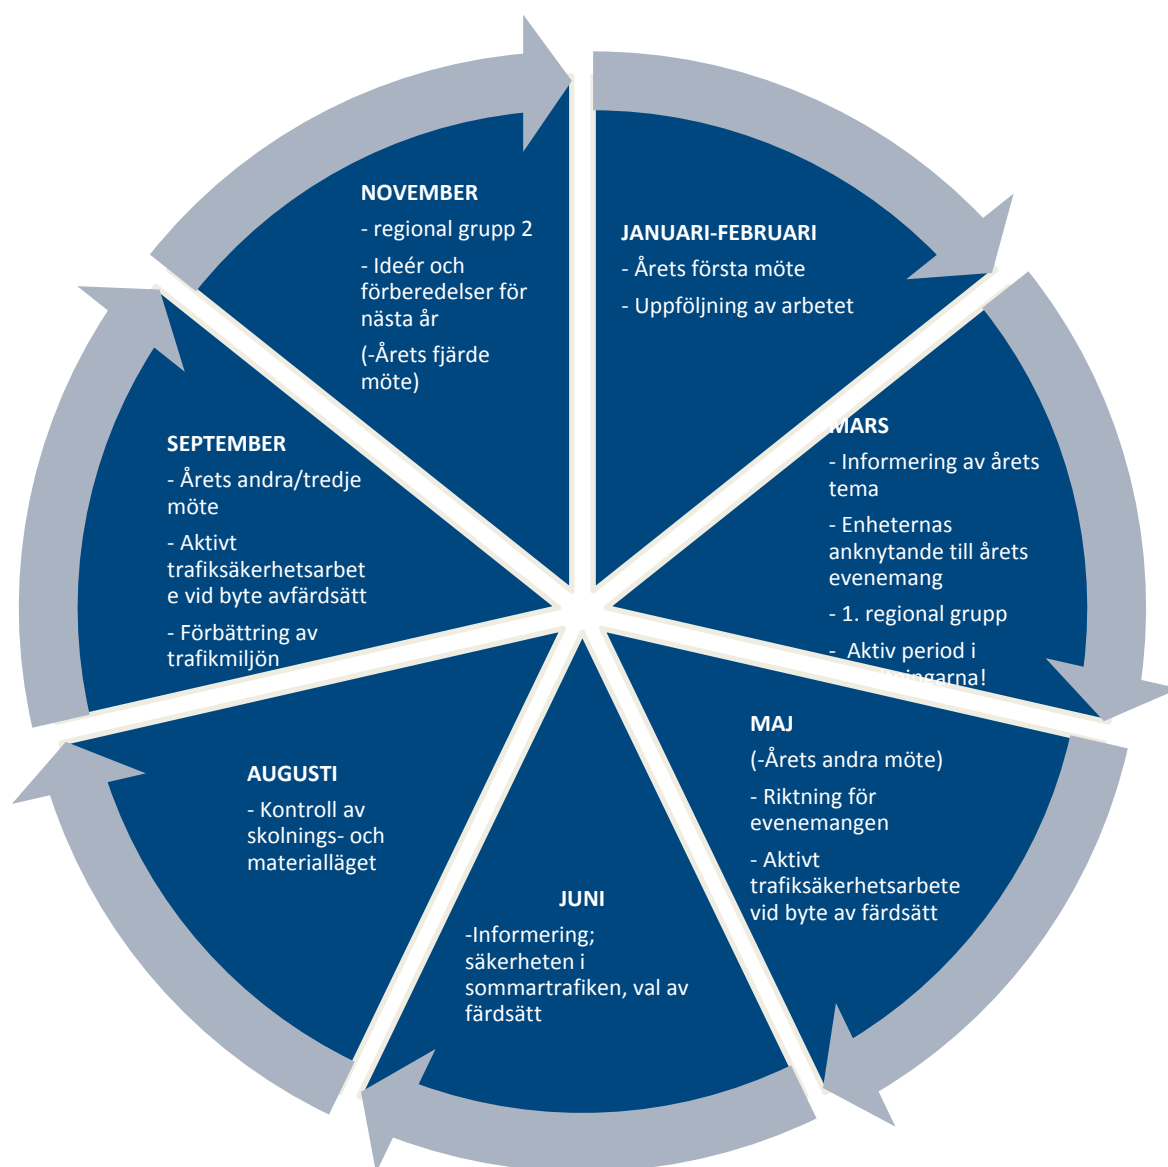 JANUARI-FEBRUARI
- Årets första möte
- Uppföljning av arbetet
MARS
- Informering av årets
tema
- Enheternas
anknytande till årets
evenemang
- 1. regional grupp
- Aktiv period i
MAJ
(-Årets andra möte)
- Riktning för
evenemangen
- Aktivt
trafiksäkerhetsarbete
vid byte av färdsätt
JUNI
-Informering;
säkerheten i
sommartrafiken, val av
färdsätt
AUGUSTI
- Kontroll av
skolnings- och
materialläget
SEPTEMBER
- Årets andra/tredje
möte
- Aktivt
trafiksäkerhetsarbet
e vid byte avfärdsätt
- Förbättring av
trafikmiljön
NOVEMBER
- regional grupp 2
- Ideér och
förberedelser för
nästa år
(-Årets fjärde
möte)